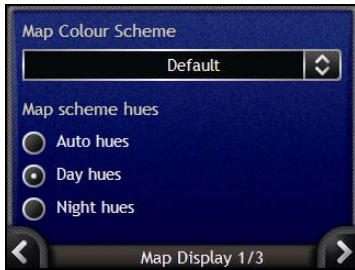 Map Colour Scheme
Default
Map scheme hues
Auto hues
Day hues
Night hues
Map Display 1/3